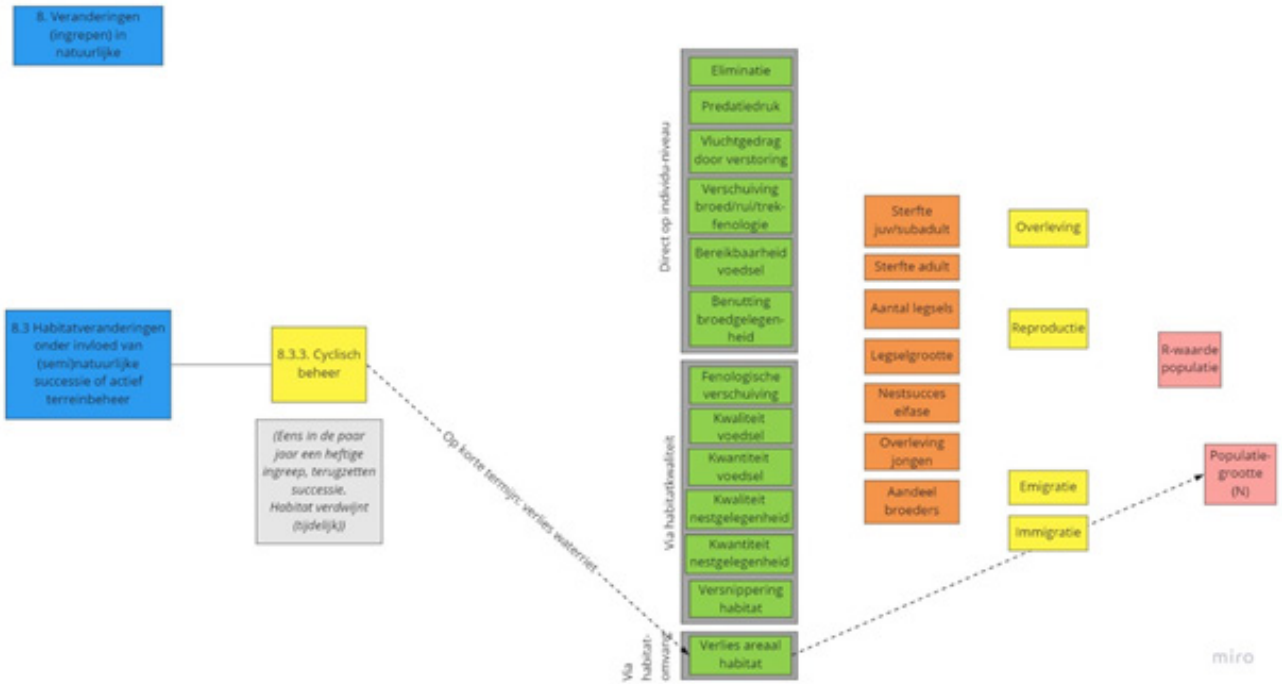 8. Veranderingen
(ingrepen) in
natuurlijke
8.3 Habitatveranderingen
onder invloed van
(semi)natuurlijke
successie of actief
terreinbeheer
8.3.3. Cyclisch
beheer
(Eens in de paar
jaar een heftige
ingreep, terugzetten
successie.
Habitat verdwijnt
(tijdelijk))
Op korte termijn: verlies waterriet
Direct op individu-niveau
Eliminatie
Predatiedruk
Vluchtgedrag
door verstoring
Verschuiving
broed/rui/trek-
fenologie
Bereikbaarheid
voedsel
Benutting
broedgelegen-
heid
Via habitatkwaliteit
Fenologische
verschuiving
Kwaliteit
voedsel
Kwantiteit
voedsel
Kwaliteit
nestgelegenheid
Kwantiteit
nestgelegenheid
Versnippering
habitat
Via
habitat-
omvang
Verlies areaal
habitat
Sterfte
juv/subadult
Sterfte adult
Aantal legsels
Legselgrootte
Nestsucces
eifase
Overleving
jongen
Aandeel
broeders
Overleving
Reproductie
Emigratie
Immigratie
R-waarde
populatie
Populatie-
grootte
(N)
miro